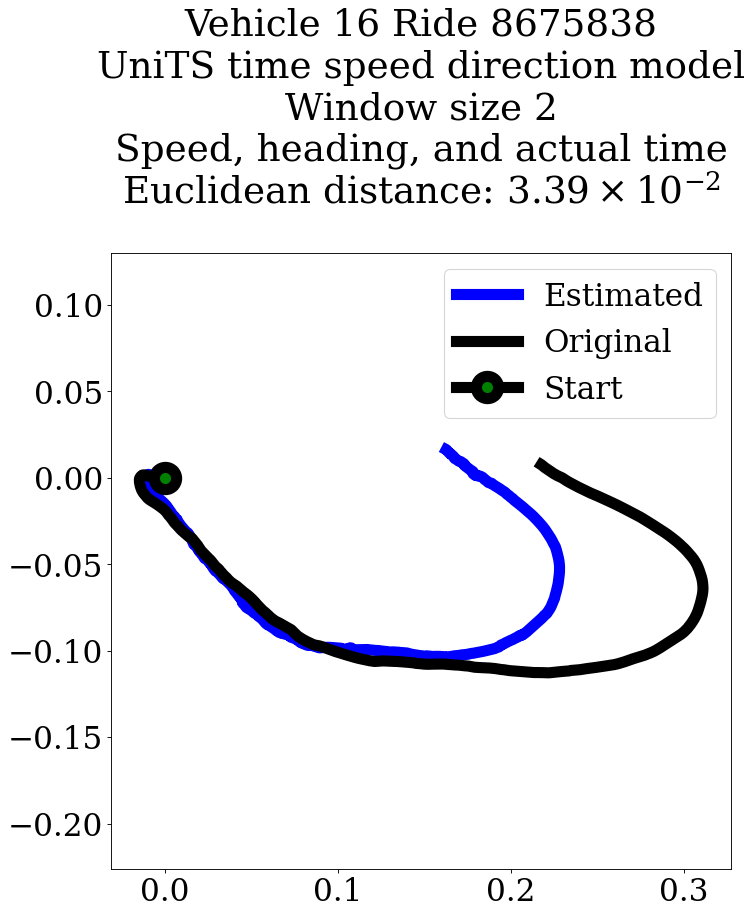 Vehicle 16 Ride 8675838
UniTS time speed direction model
Window size 2
Speed, heading, and actual time
Euclidean distance: 3.39 × 10⁻²
Estimated
Original
Start
0.10
0.05
0.00
−0.05
−0.10
−0.15
−0.20
0.0 0.1 0.2 0.3